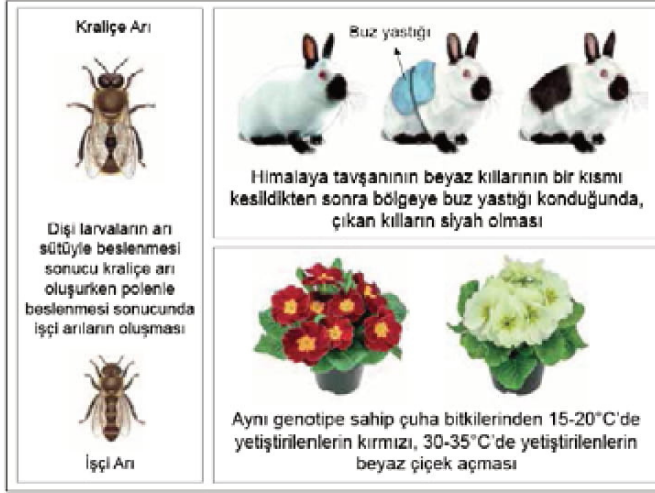 Kraliçe Arı
Dişi larvaların arı
sütüyle beslenmesi
sonucu kraliçe arı
oluşurken polenle
beslenmesi sonucunda
işçi arıların oluşması
İşçi Arı
Buz yastığı
Himalaya tavşanının beyaz kıllarının bir kısmı
kesildikten sonra bölgeye buz yastığı konduğunda,
çıkan kılların siyah olması
Aynı genotipe sahip çuha bitkilerinden 15-20°C'de
yetiştirilenlerin kırmızı, 30-35°C'de yetiştirilenlerin
beyaz çiçek açması